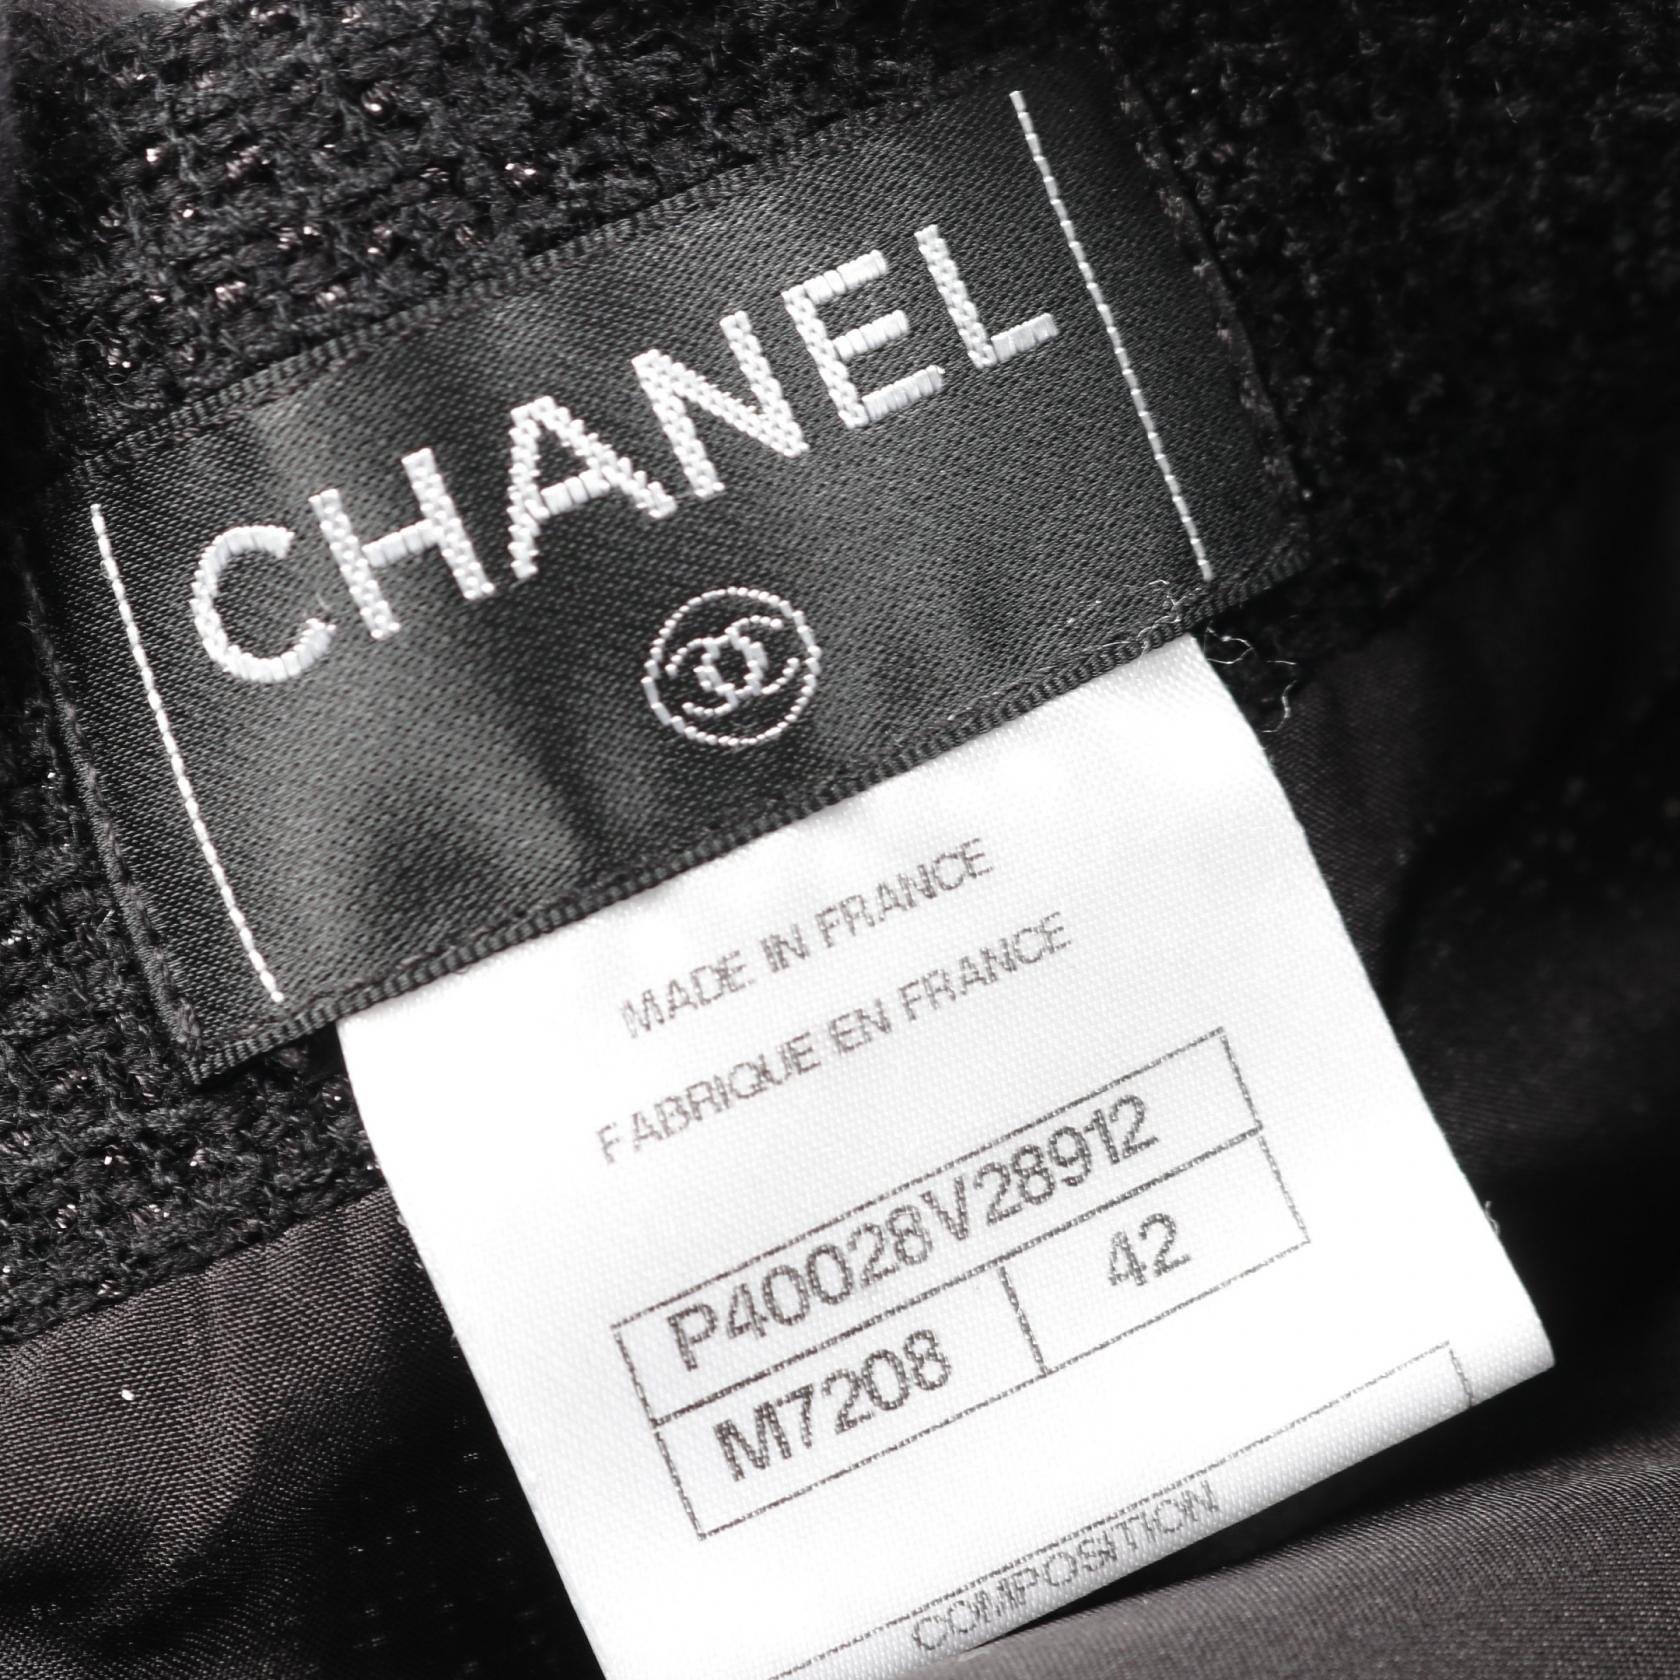 CHANEL
MADE IN FRANCE
FABRIQUE EN FRANCE
P40028V28912
M7208 42
COMPOSITION